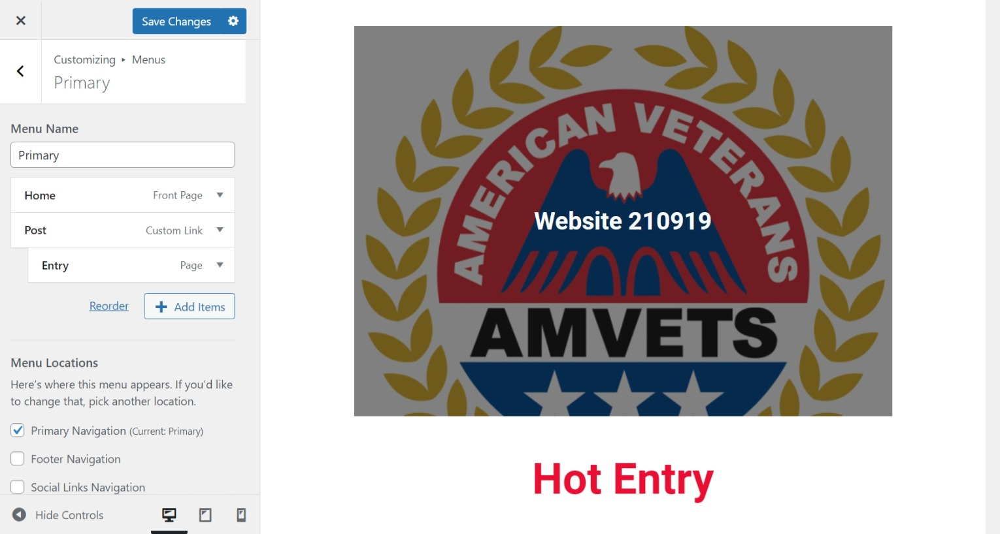 Save Changes
Customizing ▸ Menus
Primary
Menu Name
Primary
Home Front Page
Post Custom Link
Entry Page
Reorder
Add Items
Menu Locations
Here's where this menu appears. If you'd like
to change that, pick another location.
Primary Navigation (Current: Primary)
Footer Navigation
Social Links Navigation
Hide Controls
AMERICAN VETERANS
Website 210919
AMVETS
Hot Entry